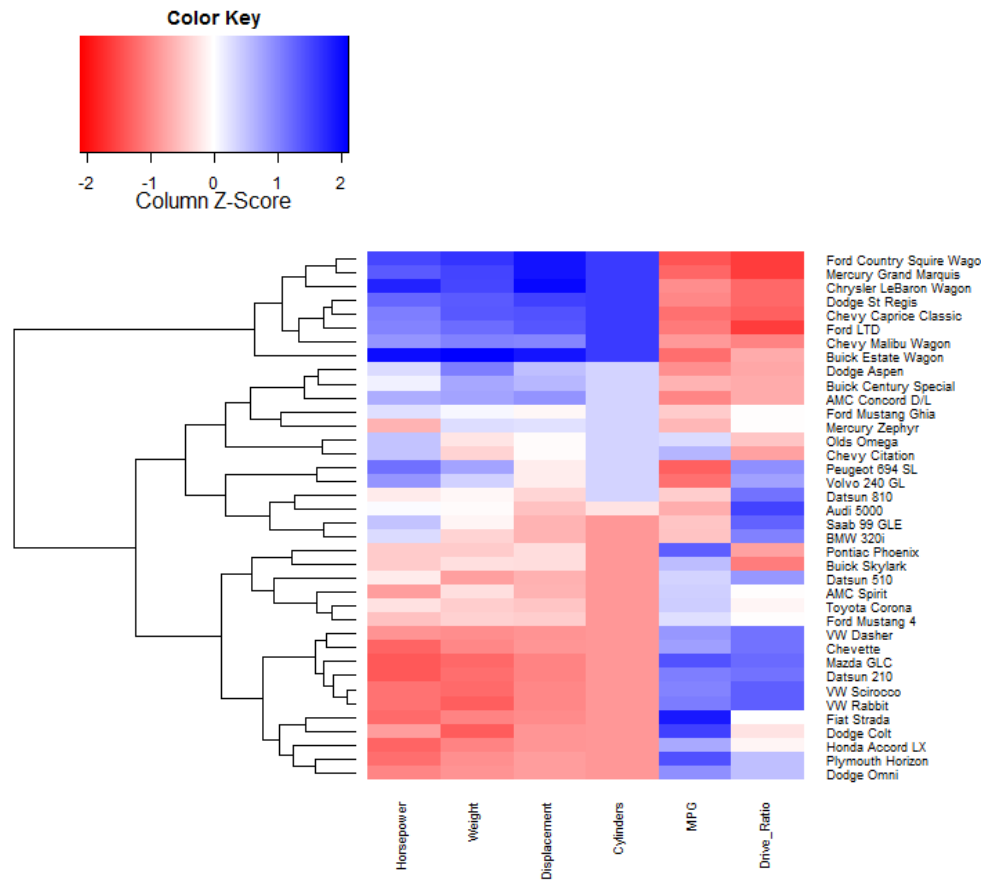 Color Key
-2 -1 0 1 2
Column Z-Score
Ford Country Squire Wago
Mercury Grand Marquis
Chrysler LeBaron Wagon
Dodge St Regis
Chevy Caprice Classic
Ford LTD
Chevy Malibu Wagon
Buick Estate Wagon
Dodge Aspen
Buick Century Special
AMC Concord D/L
Ford Mustang Ghia
Mercury Zephyr
Olds Omega
Chevy Citation
Peugeot 694 SL
Volvo 240 GL
Datsun 810
Audi 5000
Saab 99 GLE
BMW 320i
Pontiac Phoenix
Buick Skylark
Datsun 510
AMC Spirit
Toyota Corona
Ford Mustang 4
VW Dasher
Chevette
Mazda GLC
Datsun 210
VW Scirocco
VW Rabbit
Fiat Strada
Dodge Colt
Honda Accord LX
Plymouth Horizon
Dodge Omni
Horsepower
Weight
Displacement
Cylinders
MPG
Drive_Ratio